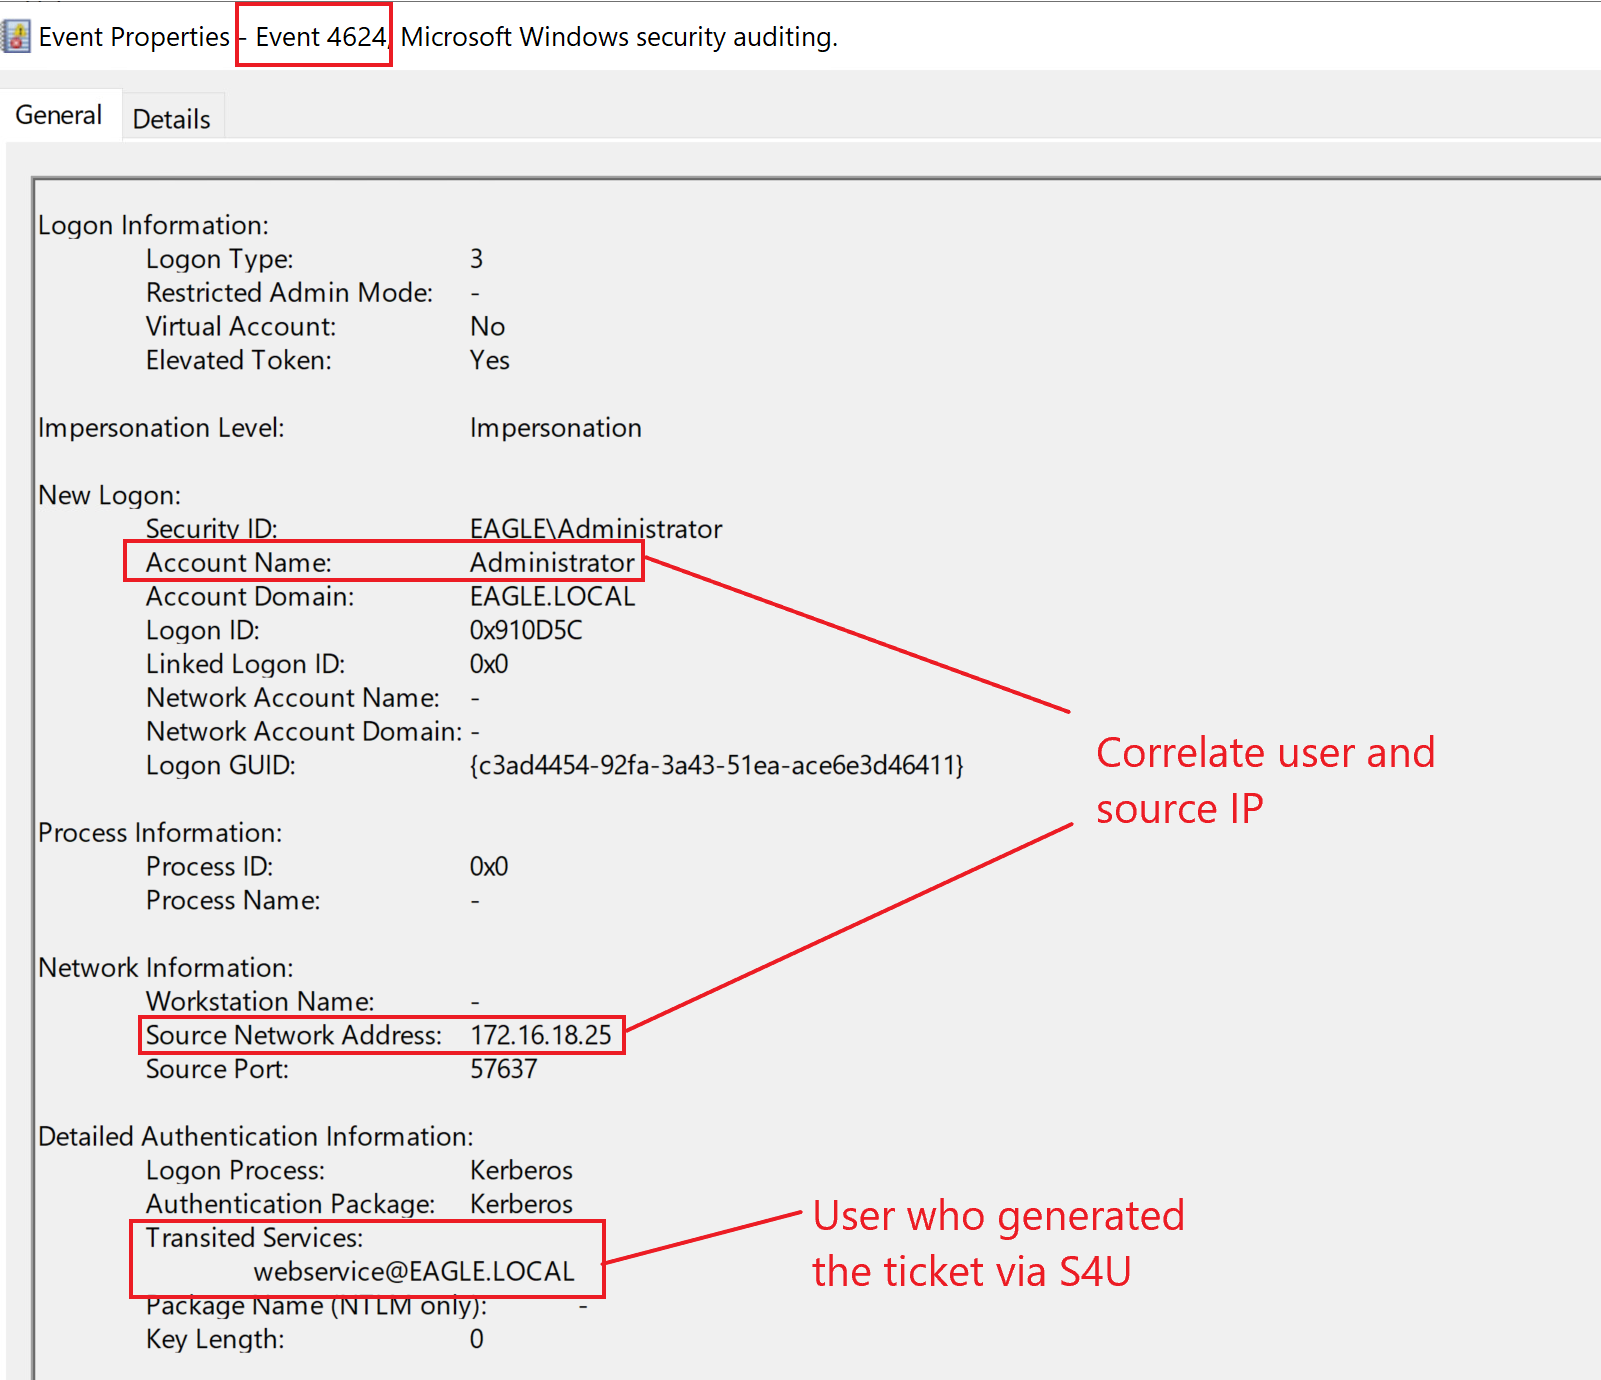 Event Properties - Event 4624, Microsoft Windows security auditing.
General Details
Logon Information:
Logon Type: 3
Restricted Admin Mode: -
Virtual Account: No
Elevated Token: Yes
Impersonation Level: Impersonation
New Logon:
Security ID: EAGLE\Administrator
Account Name: Administrator
Account Domain: EAGLE.LOCAL
Logon ID: 0x910D5C
Linked Logon ID: 0x0
Network Account Name: -
Network Account Domain: -
Logon GUID: {c3ad4454-92fa-3a43-51ea-ace6e3d46411}
Correlate user and
source IP
Process Information:
Process ID: 0x0
Process Name: -
Network Information:
Workstation Name: -
Source Network Address: 172.16.18.25
Source Port: 57637
Detailed Authentication Information:
Logon Process: Kerberos
Authentication Package: Kerberos
Transited Services:
webservice@EAGLE.LOCAL
Package Name (NTLM only): -
Key Length: 0
User who generated
the ticket via S4U